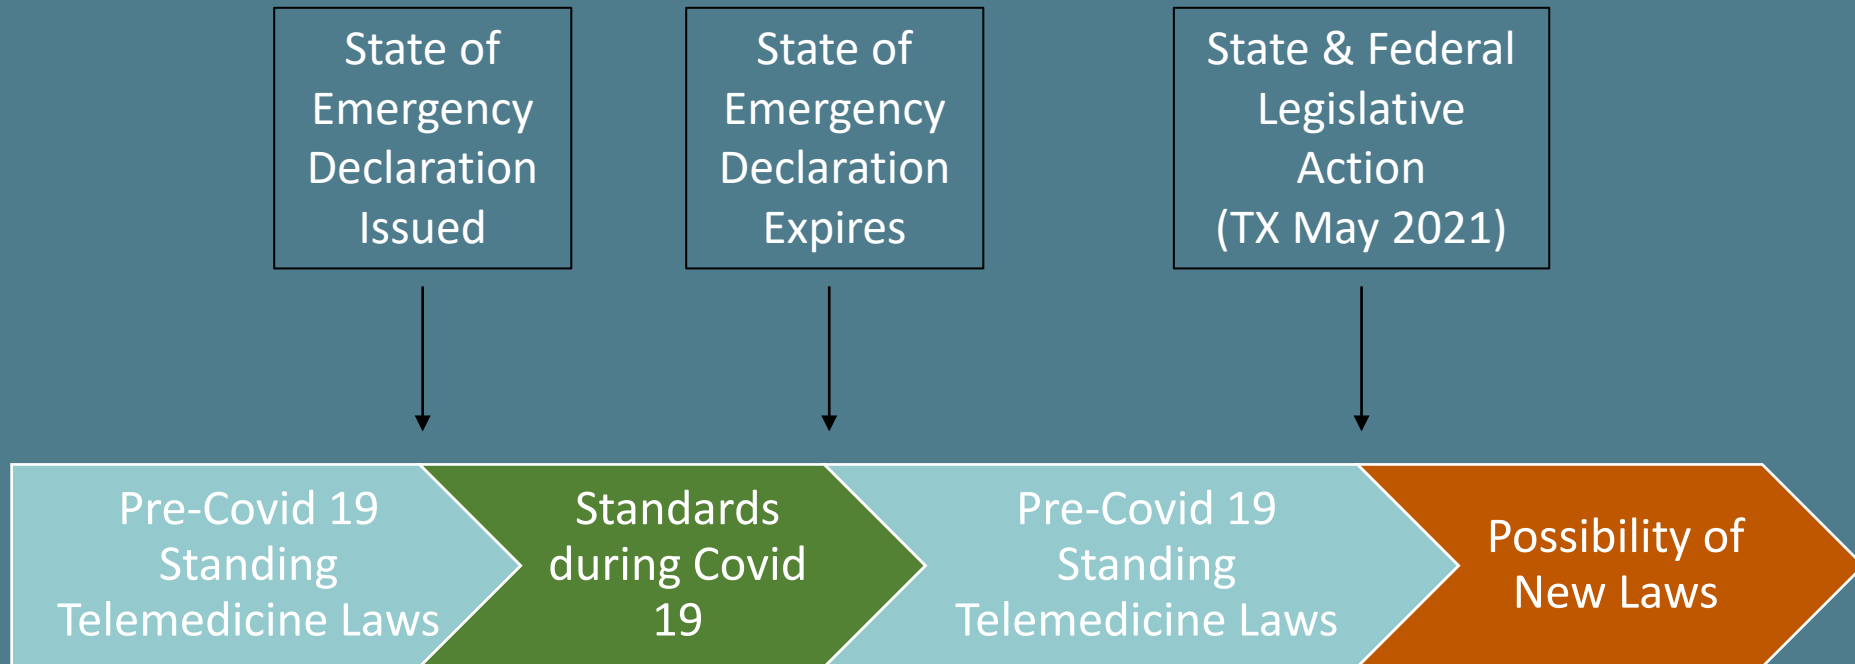 State of
Emergency
Declaration
Issued
State of
Emergency
Declaration
Expires
State & Federal
Legislative
Action
(TX May 2021)
Pre-Covid 19
Standing
Telemedicine Laws
Standards
during Covid
19
Pre-Covid 19
Standing
Telemedicine Laws
Possibility of
New Laws